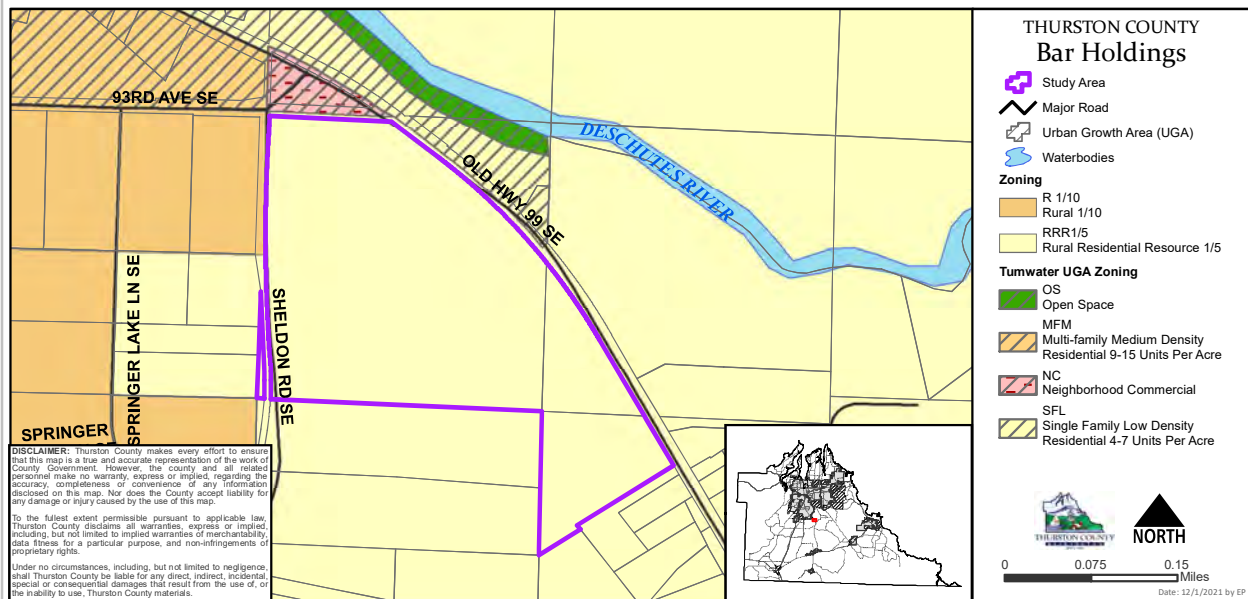 93RD AVE SE
DESCHUTES RIVER
OLD HWY 99 SE
SPRINGER LAKE LN SE
SHELDON RD SE
SPRINGER
DISCLAIMER: Thurston County makes every effort to ensure
that this map is a true and accurate representation of the work of
County Government. However, the county and all related
personnel make no warranty, express or implied, regarding the
accuracy, completeness or convenience of any information
disclosed on this map. Nor does the County accept liability for
any damage or injury caused by the use of this map.
To the fullest extent permissible pursuant to applicable law,
Thurston County disclaims all warranties, express or implied,
including, but not limited to implied warranties of merchantability,
data fitness for a particular purpose, and non-infringements of
proprietary rights.
Under no circumstances, including, but not limited to negligence,
shall Thurston County be liable for any direct, indirect, incidental,
special or consequential damages that result from the use of, or
the inability to use, Thurston County materials.
THURSTON COUNTY
Bar Holdings
Study Area
Major Road
Urban Growth Area (UGA)
Waterbodies
Zoning
R 1/10
Rural 1/10
RRR1/5
Rural Residential Resource 1/5
Tumwater UGA Zoning
OS
Open Space
MFM
Multi-family Medium Density
Residential 9-15 Units Per Acre
NC
Neighborhood Commercial
SFL
Single Family Low Density
Residential 4-7 Units Per Acre
THURSTON COUNTY
NORTH
0 0.075 0.15
Miles
Date: 12/1/2021 by EP